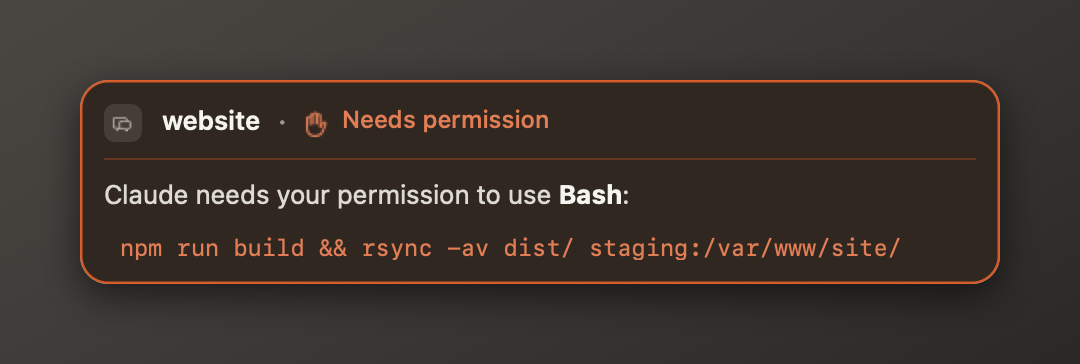 website · Needs permission
Claude needs your permission to use Bash:
npm run build && rsync -av dist/ staging:/var/www/site/